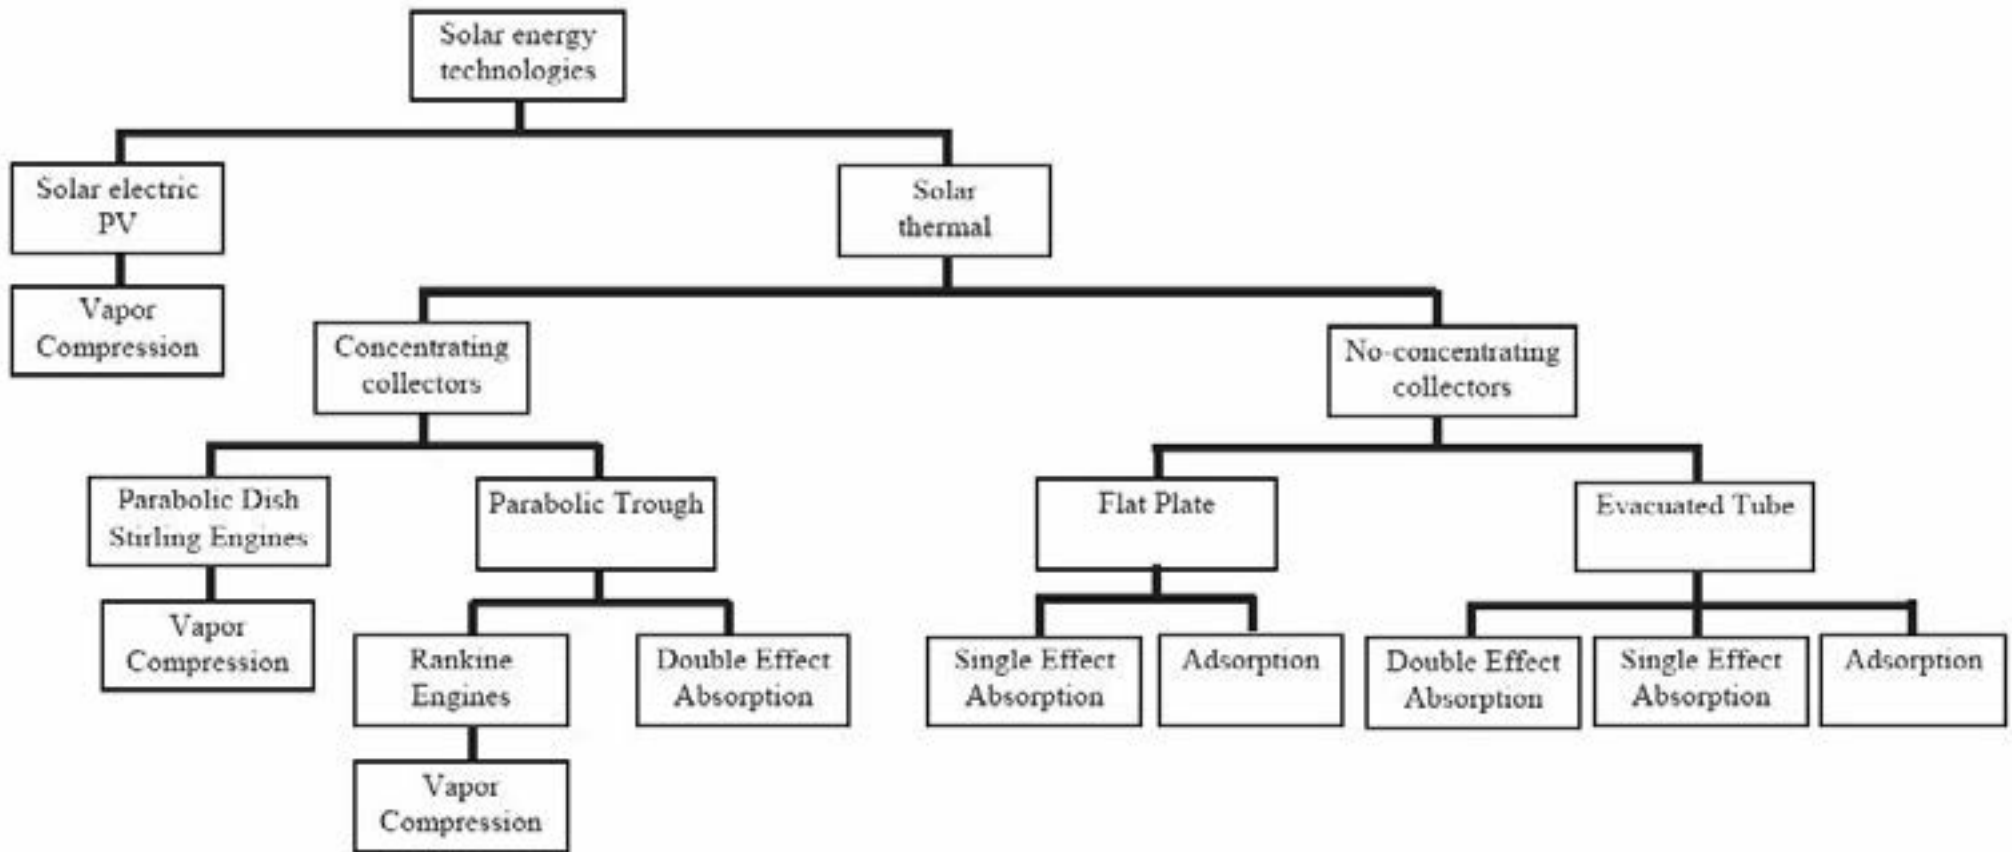 Solar energy
technologies
Solar electric
PV
Solar
thermal
Vapor
Compression
Concentrating
collectors
No-concentrating
collectors
Parabolic Dish
Stirling Engines
Parabolic Trough
Flat Plate
Evacuated Tube
Vapor
Compression
Rankine
Engines
Double Effect
Absorption
Single Effect
Absorption
Adsorption
Double Effect
Absorption
Single Effect
Absorption
Adsorption
Vapor
Compression